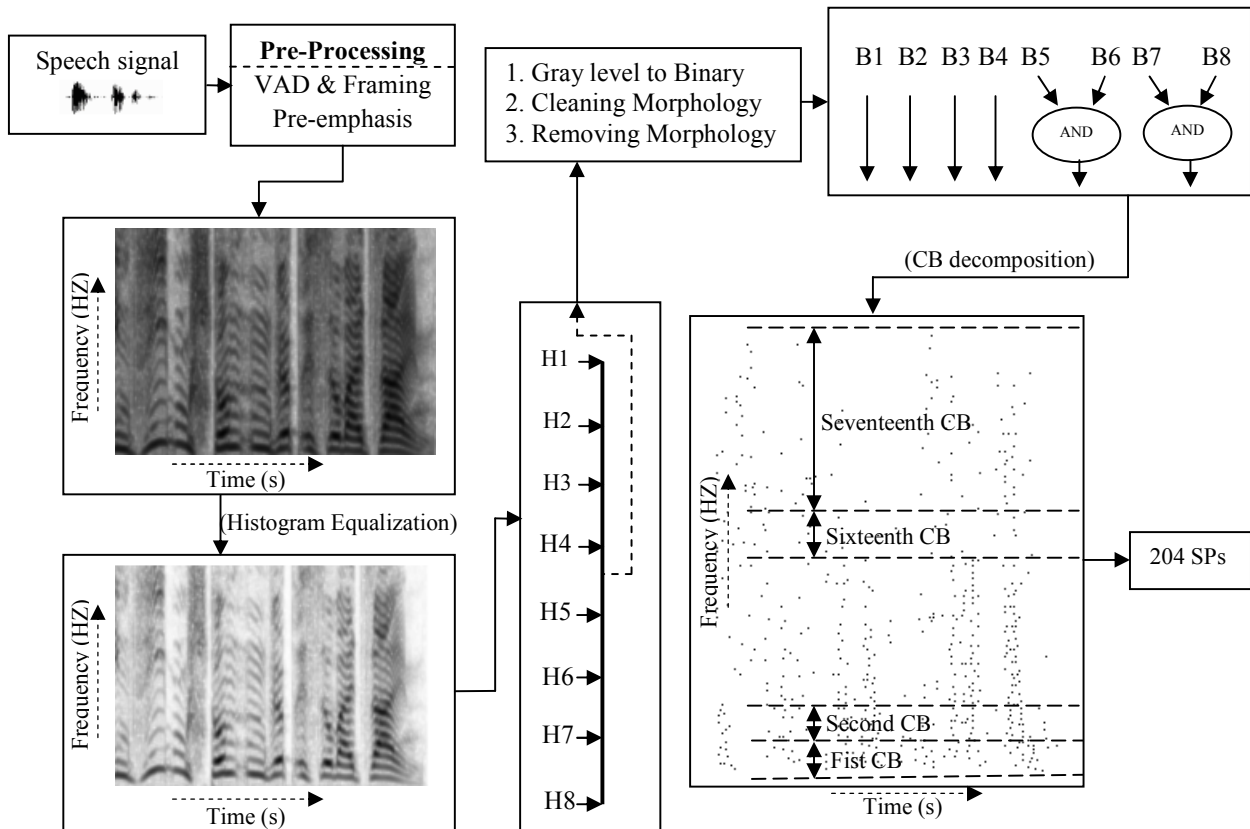 Speech signal
Pre-Processing
VAD & Framing
Pre-emphasis
1. Gray level to Binary
2. Cleaning Morphology
3. Removing Morphology
B1 B2 B3 B4 B5 B6 B7 B8
AND AND
(CB decomposition)
Frequency (HZ)
Time (s)
(Histogram Equalization)
Frequency (HZ)
Time (s)
H1
H2
H3
H4
H5
H6
H7
H8
Seventeenth CB
Sixteenth CB
Frequency (HZ)
Second CB
Fist CB
Time (s)
204 SPs